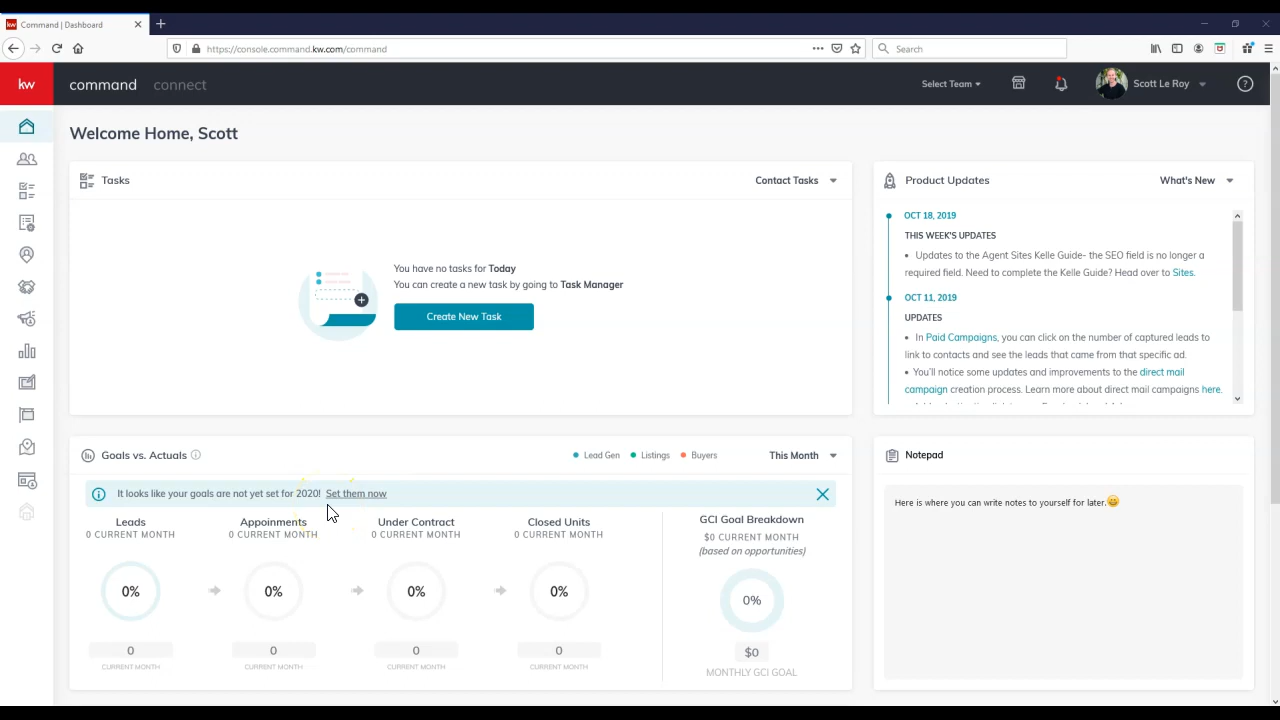 kw Command | Dashboard
https://console.command.kw.com/command
Search
kw command connect
Select Team
Scott Le Roy
Welcome Home, Scott
Tasks
Contact Tasks
You have no tasks for Today
You can create a new task by going to Task Manager
Create New Task
Product Updates
What's New
OCT 18, 2019
THIS WEEK'S UPDATES
• Updates to the Agent Sites Kelle Guide- the SEO field is no longer a
required field. Need to complete the Kelle Guide? Head over to Sites.
OCT 11, 2019
UPDATES
• In Paid Campaigns, you can click on the number of captured leads to
link to contacts and see the leads that came from that specific ad.
• You'll notice some updates and improvements to the direct mail
campaign creation process. Learn more about direct mail campaigns here.
Goals vs. Actuals
Lead Gen
Listings
Buyers
This Month
It looks like your goals are not yet set for 2020! Set them now
Leads
0 CURRENT MONTH
0%
0
CURRENT MONTH
Appoinments
0 CURRENT MONTH
0%
0
CURRENT MONTH
Under Contract
0 CURRENT MONTH
0%
0
CURRENT MONTH
Closed Units
0 CURRENT MONTH
0%
0
CURRENT MONTH
GCI Goal Breakdown
$0 CURRENT MONTH
(based on opportunities)
0%
$0
MONTHLY GCI GOAL
Notepad
Here is where you can write notes to yourself for later.😄